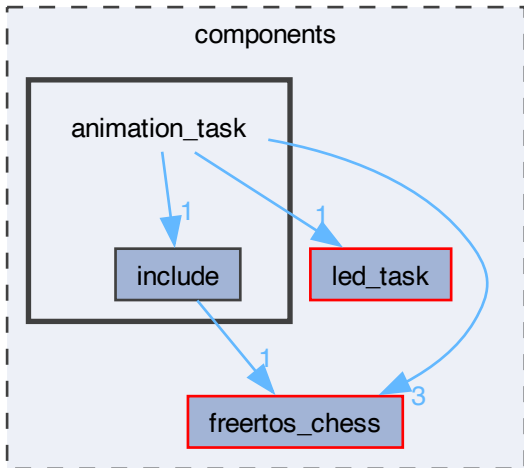 components
animation_task
1
1
include
led_task
1
3
freertos_chess